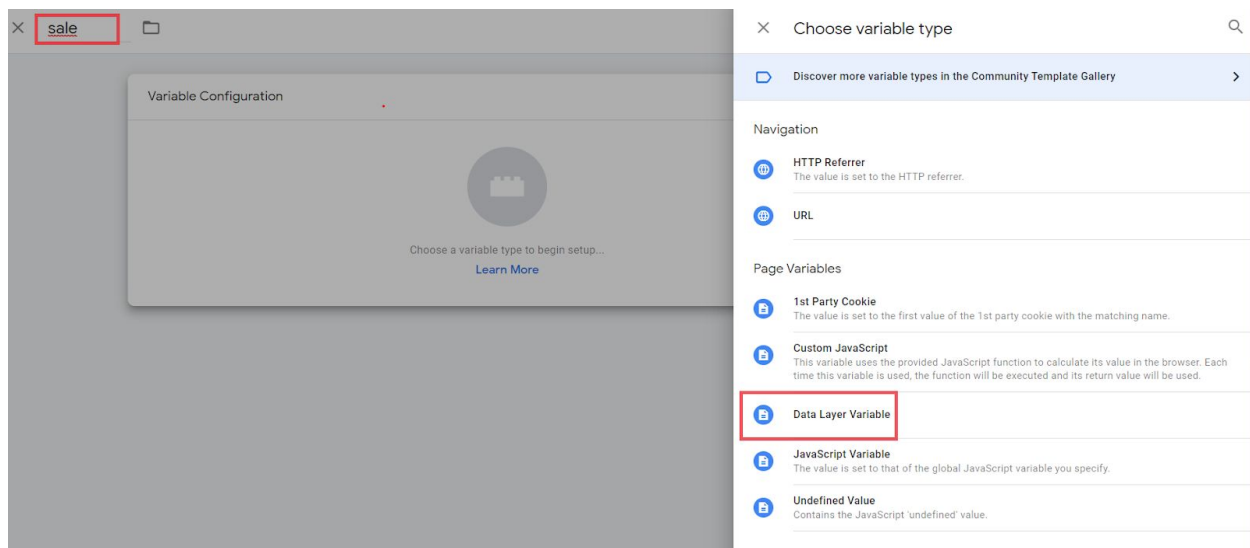 sale
Variable Configuration
Choose a variable type to begin setup...
Learn More
Choose variable type
Discover more variable types in the Community Template Gallery
Navigation
HTTP Referrer
The value is set to the HTTP referrer.
URL
Page Variables
1st Party Cookie
The value is set to the first value of the 1st party cookie with the matching name.
Custom JavaScript
This variable uses the provided JavaScript function to calculate its value in the browser. Each
time this variable is used, the function will be executed and its return value will be used.
Data Layer Variable
JavaScript Variable
The value is set to that of the global JavaScript variable you specify.
Undefined Value
Contains the JavaScript 'undefined' value.